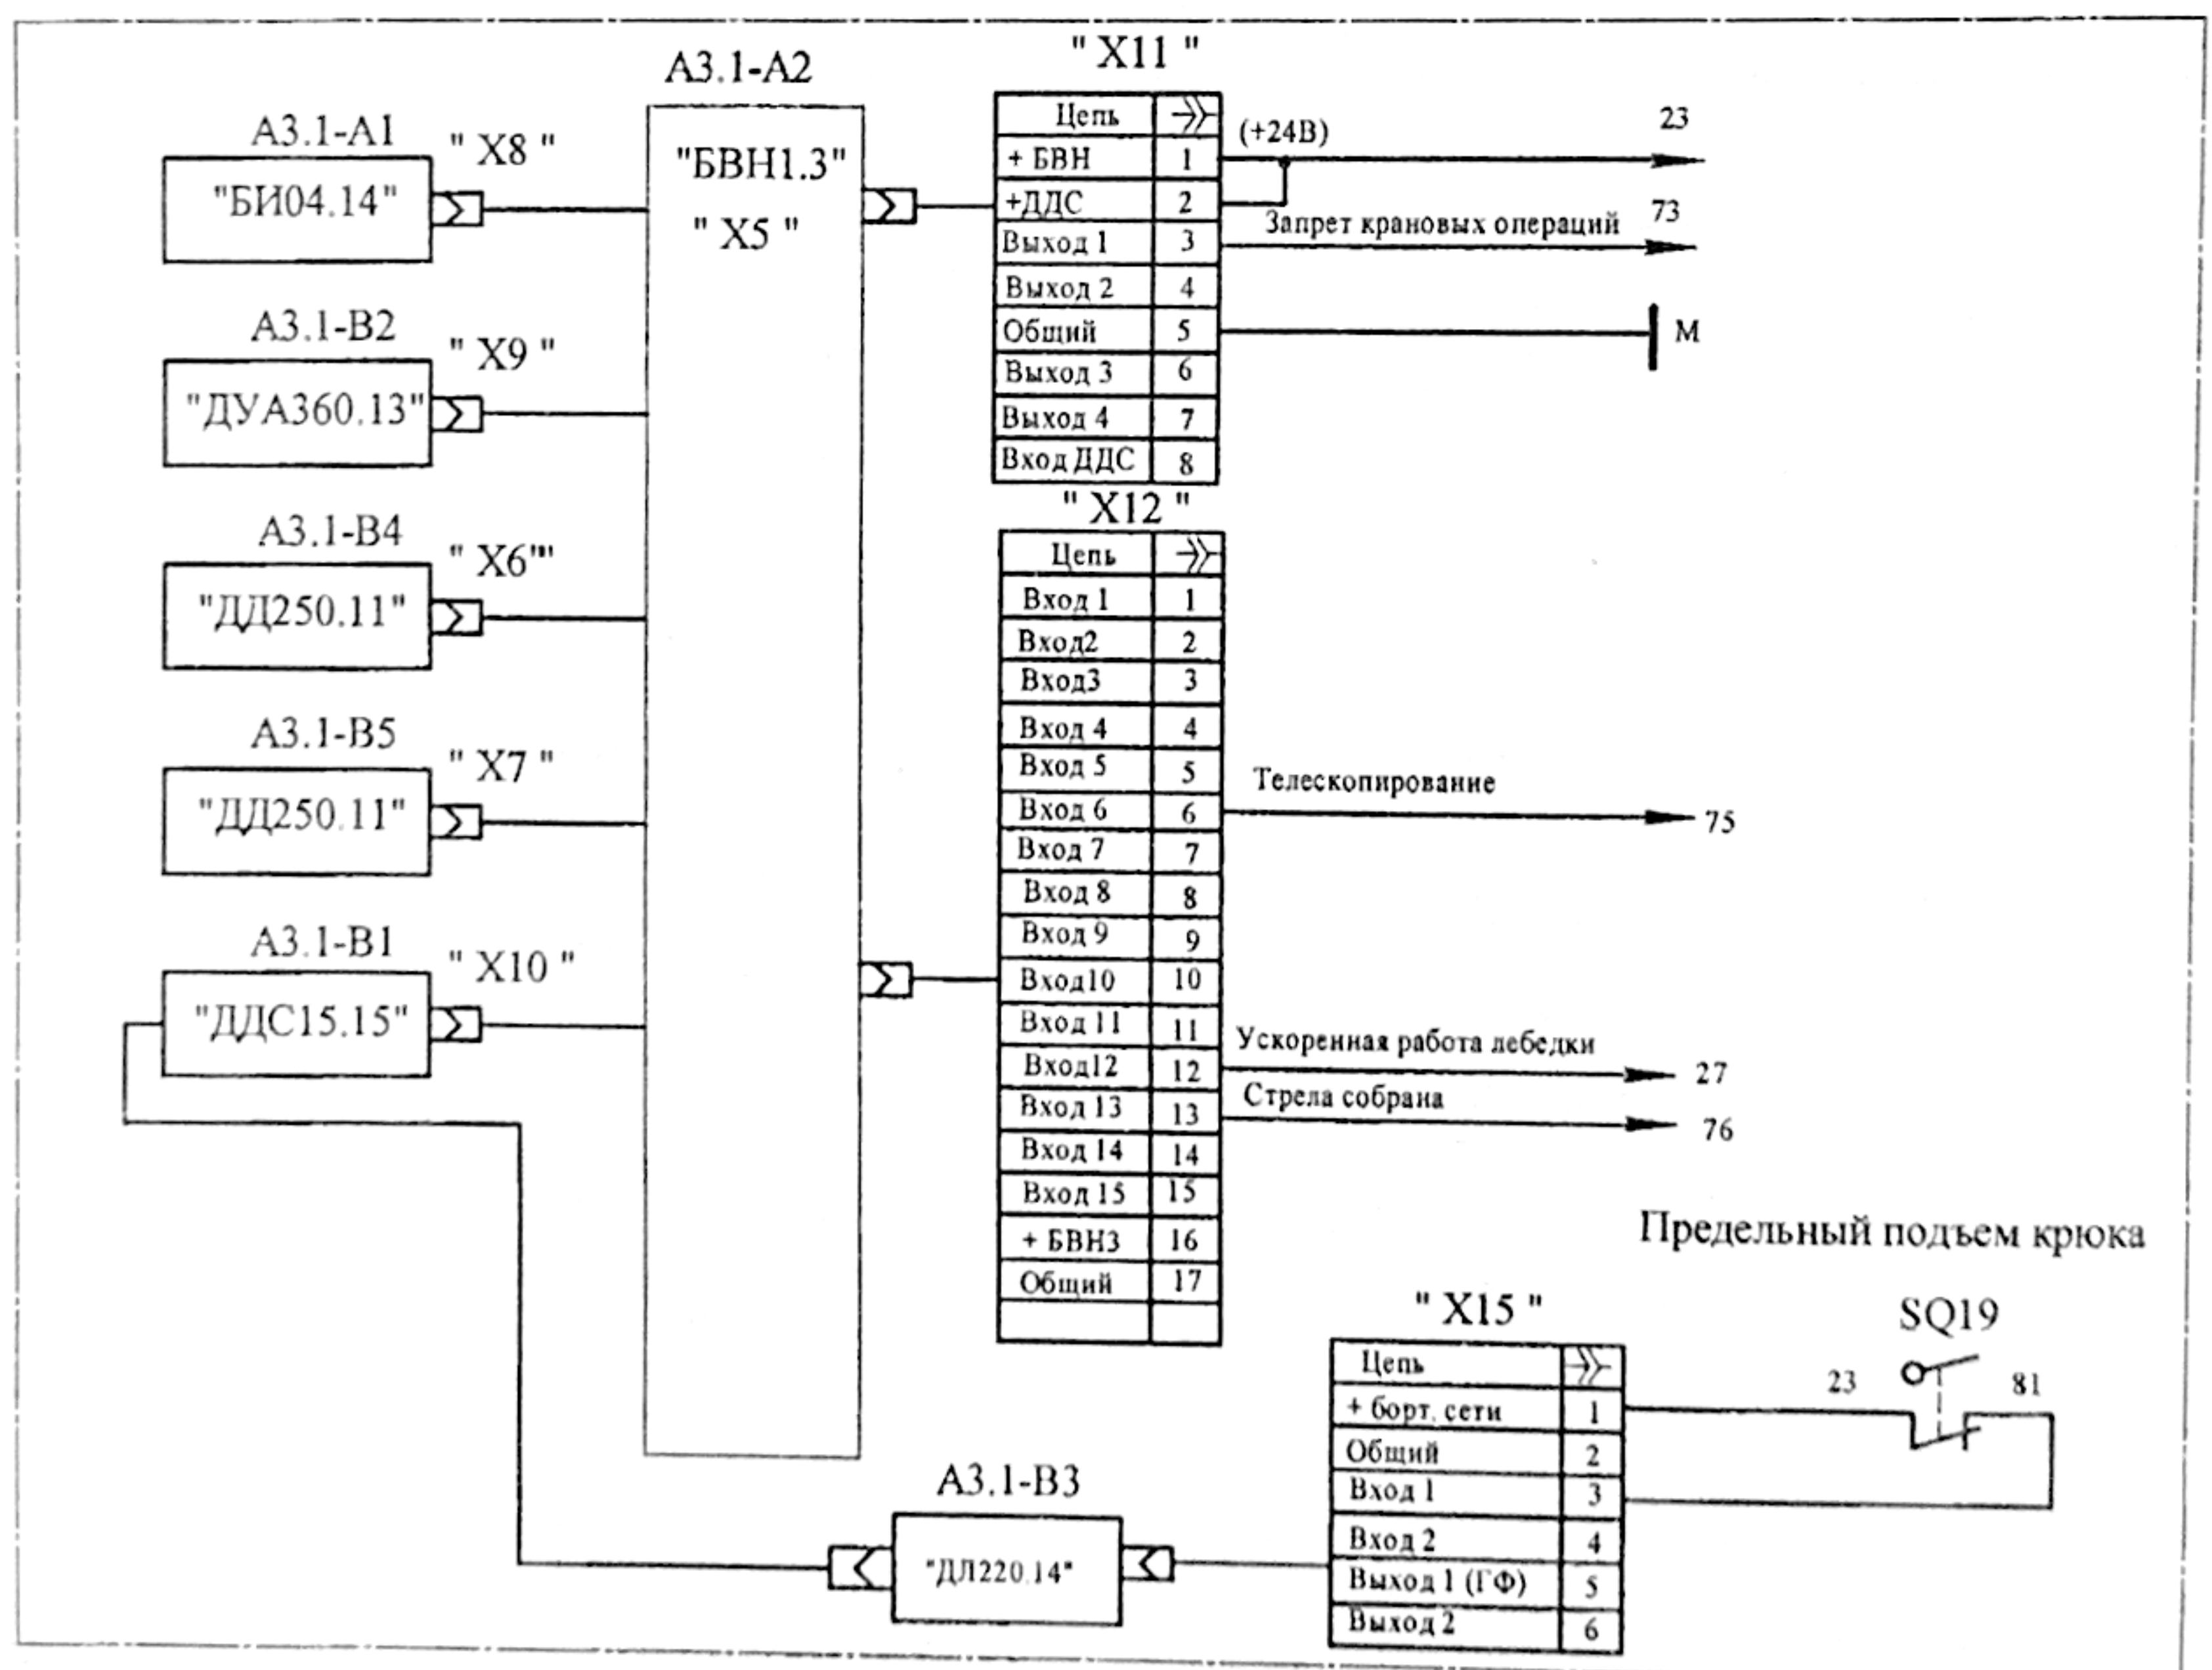 А3.1-А1
" Х8 "
"БИ04.14"
А3.1-В2
" Х9 "
"ДУА360.13"
А3.1-В4
" Х6""
"ДД250.11"
А3.1-В5
" Х7 "
"ДД250.11"
А3.1-В1
" Х10 "
"ДДС15.15"
А3.1-А2
"БВН1.3"
" Х5 "
" Х11 "
Цепь
+ БВН 1
+ДДС 2
Выход 1 3
Выход 2 4
Общий 5
Выход 3 6
Выход 4 7
Вход ДДС 8
(+24В)
23
Запрет крановых операций 73
М
" Х12 "
Цепь
Вход 1 1
Вход2 2
Вход3 3
Вход 4 4
Вход 5 5
Вход 6 6
Вход 7 7
Вход 8 8
Вход 9 9
Вход10 10
Вход 11 11
Вход12 12
Вход 13 13
Вход 14 14
Вход 15 15
+ БВН3 16
Общий 17
Телескопирование
75
Ускоренная работа лебедки
27
Стрела собрана
76
Предельный подъем крюка
" Х15 "
Цепь
+ борт. сети 1
Общий 2
Вход 1 3
Вход 2 4
Выход 1 (ГФ) 5
Выход 2 6
SQ19
23
81
А3.1-В3
"ДЛ220.14"